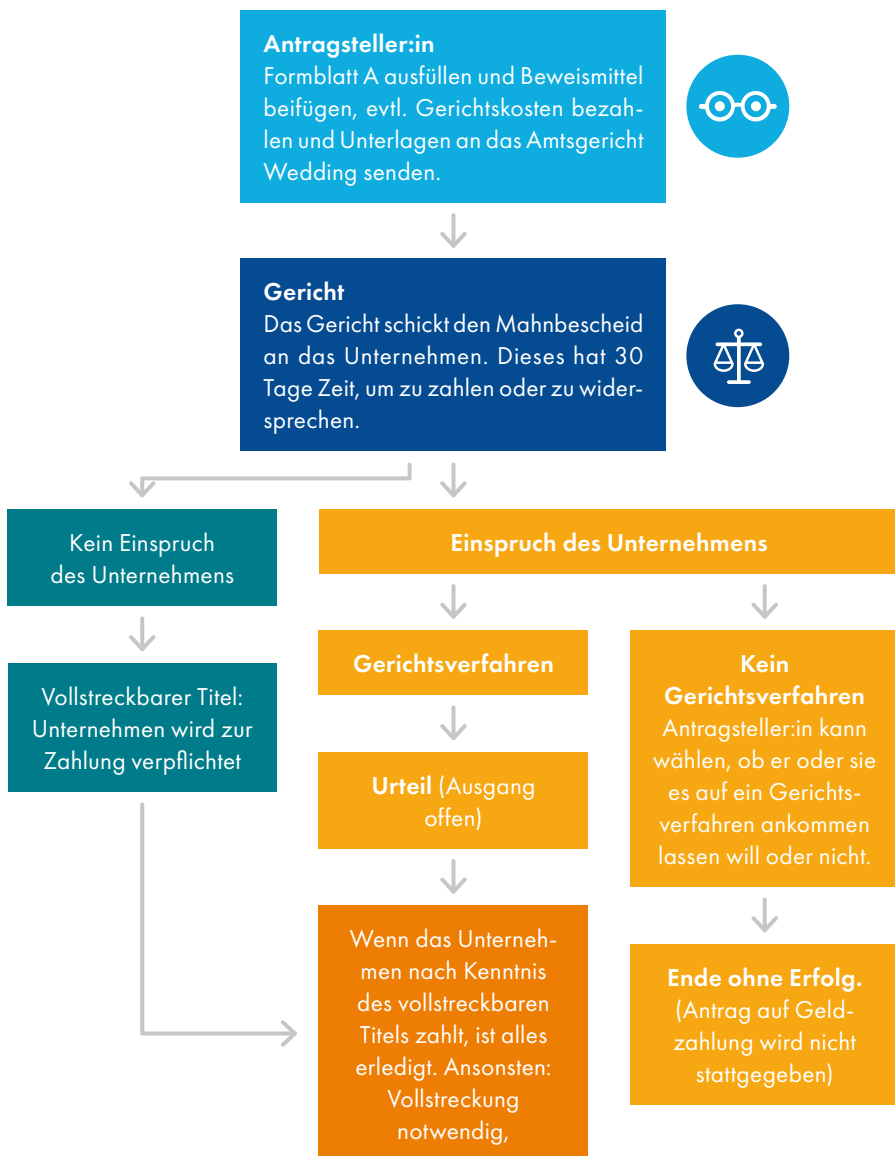 Antragsteller:in
Formblatt A ausfüllen und Beweismittel
beifügen, evtl. Gerichtskosten bezah-
len und Unterlagen an das Amtsgericht
Wedding senden.
Gericht
Das Gericht schickt den Mahnbescheid
an das Unternehmen. Dieses hat 30
Tage Zeit, um zu zahlen oder zu wider-
sprechen.
Kein Einspruch
des Unternehmens
Einspruch des Unternehmens
Vollstreckbarer Titel:
Unternehmen wird zur
Zahlung verpflichtet
Gerichtsverfahren
Urteil (Ausgang
offen)
Wenn das Unterneh-
men nach Kenntnis
des vollstreckbaren
Titels zahlt, ist alles
erledigt. Ansonsten:
Vollstreckung
notwendig,
Kein
Gerichtsverfahren
Antragsteller:in kann
wählen, ob er oder sie
es auf ein Gerichts-
verfahren ankommen
lassen will oder nicht.
Ende ohne Erfolg.
(Antrag auf Geld-
zahlung wird nicht
stattgegeben)